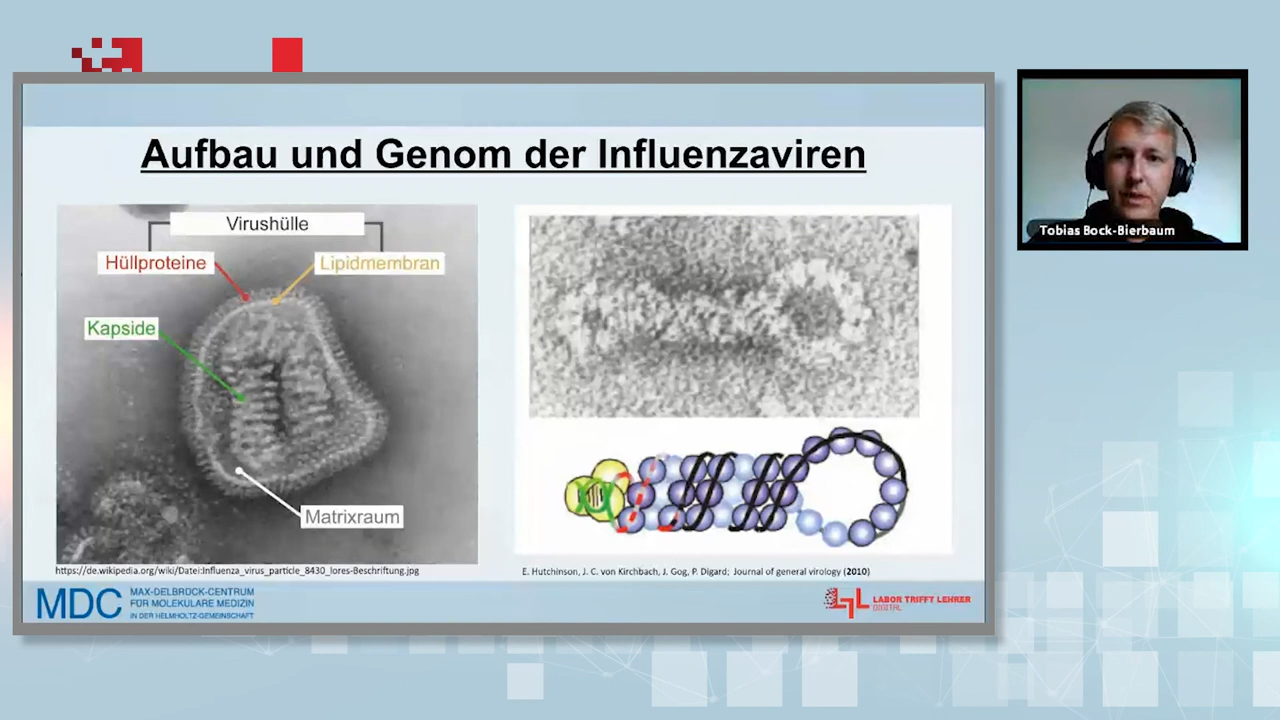 Aufbau und Genom der Influenzaviren
Virushülle
Hüllproteine
Lipidmembran
Kapside
Matrixraum
https://de.wikipedia.org/wiki/Datei:Influenza_virus_particle_8430_lores-Beschriftung.jpg
E. Hutchinson, J. C. von Kirchbach, J. Gog, P. Digard; Journal of general virology (2010)
MDC
MAX-DELBRÜCK-CENTRUM
FÜR MOLEKULARE MEDIZIN
IN DER HELMHOLTZ-GEMEINSCHAFT
LTL
LABOR TRIFFT LEHRER
DIGITAL
Tobias Bock-Bierbaum